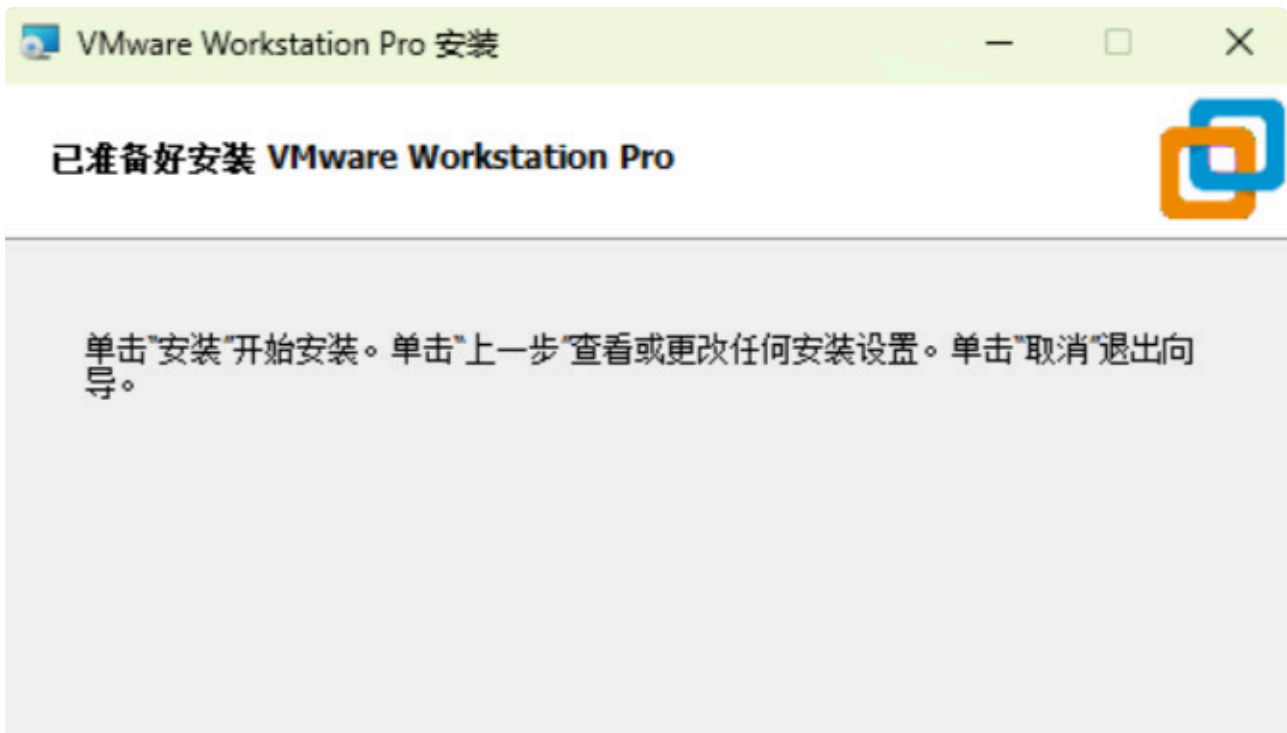 VMware Workstation Pro 安装
已准备好安装 VMware Workstation Pro
单击"安装"开始安装。单击"上一步"查看或更改任何安装设置。单击"取消"退出向
导。